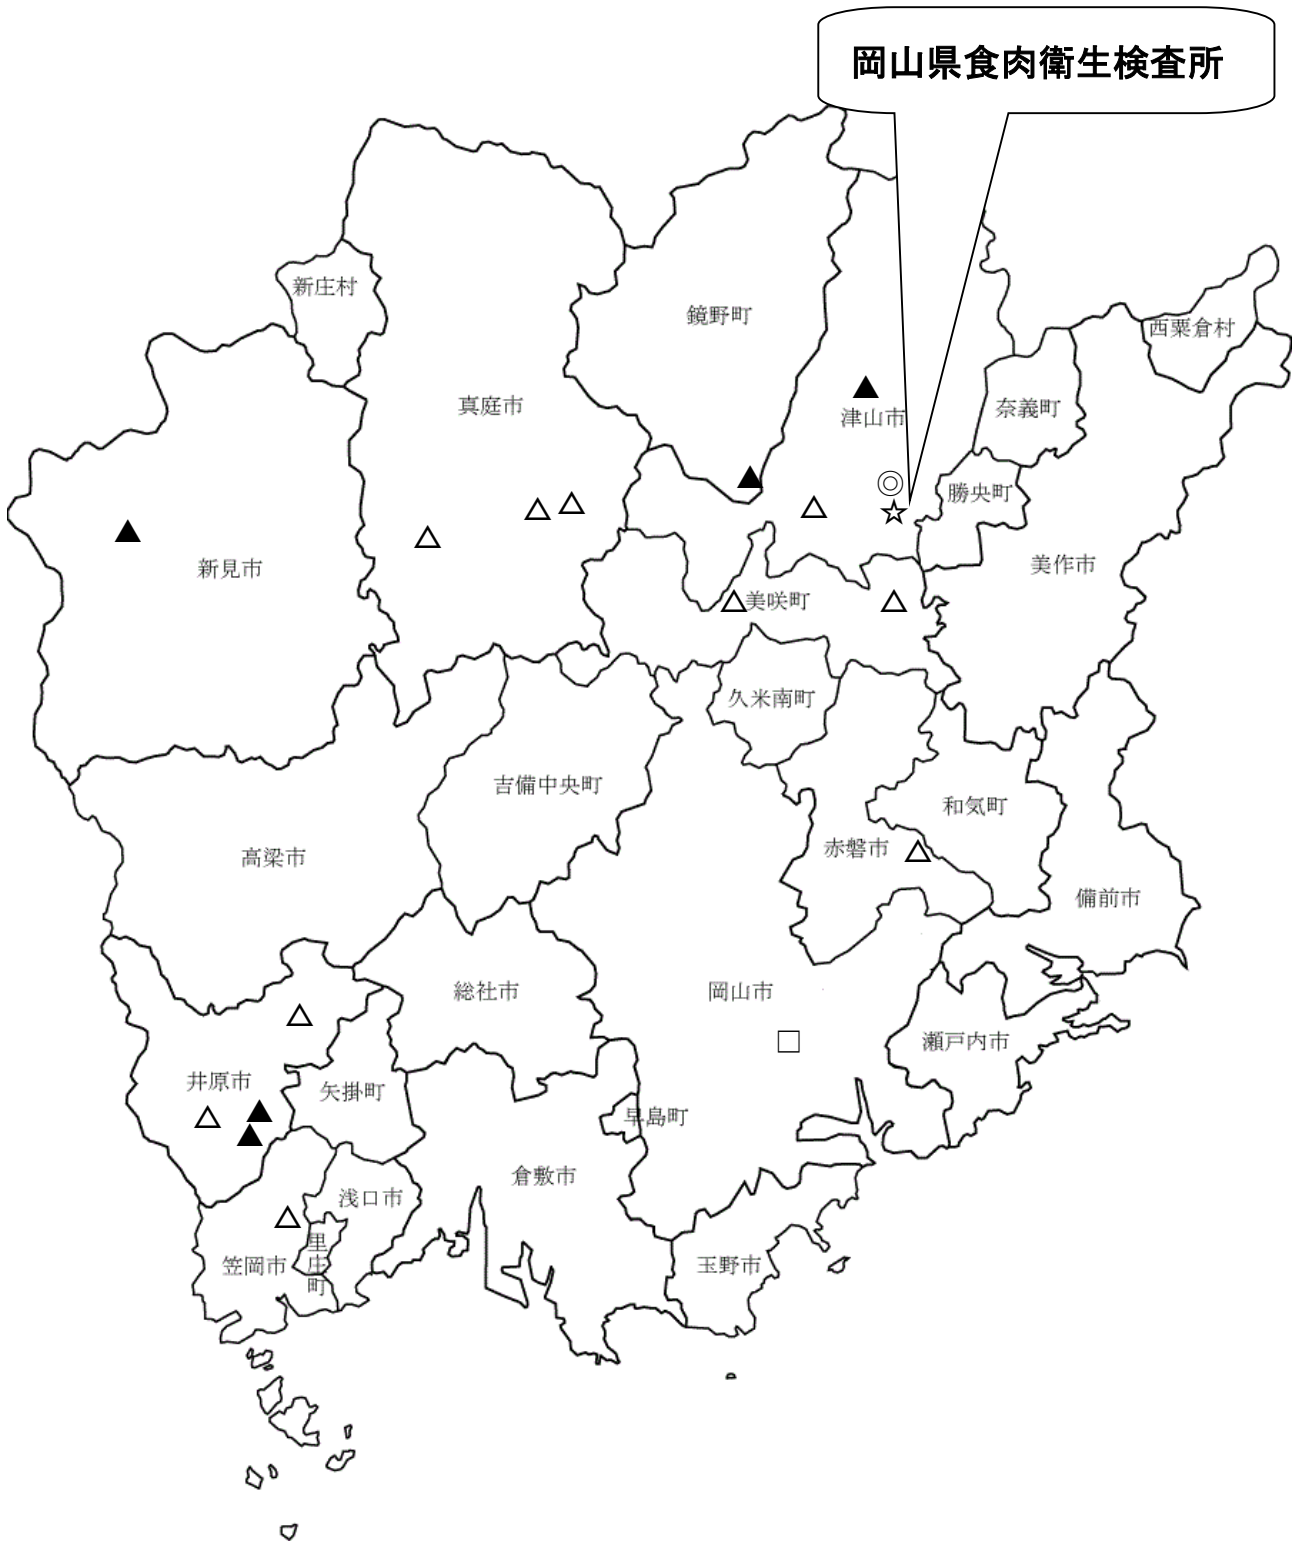 岡山県食肉衛生検査所
新庄村
鏡野町
西粟倉村
真庭市
津山市
奈義町
勝央町
新見市
美作市
美咲町
久米南町
吉備中央町
和気町
高梁市
赤磐市
備前市
総社市
岡山市
瀬戸内市
井原市
矢掛町
早島町
倉敷市
浅口市
里庄町
笠岡市
玉野市